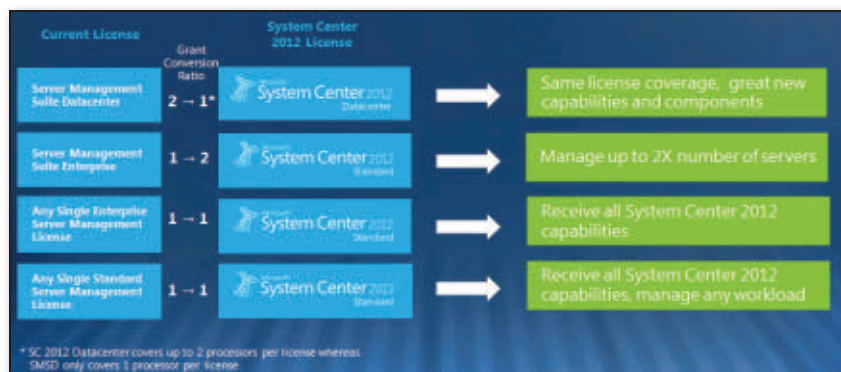 Current License
Grant
Conversion
Ratio
System Center
2012 License
Server Management
Suite Datacenter
2 → 1*
Microsoft
System Center 2012
Datacenter
Same license coverage, great new
capabilities and components
Server Management
Suite Enterprise
1 → 2
System Center 2012
Standard
Manage up to 2X number of servers
Any Single Enterprise
Server Management
License
1 → 1
System Center 2012
Standard
Receive all System Center 2012
capabilities
Any Single Standard
Server Management
License
1 → 1
System Center 2012
Standard
Receive all System Center 2012
capabilities, manage any workload
* SC 2012 Datacenter covers up to 2 processors per license whereas
SMSD only covers 1 processor per license